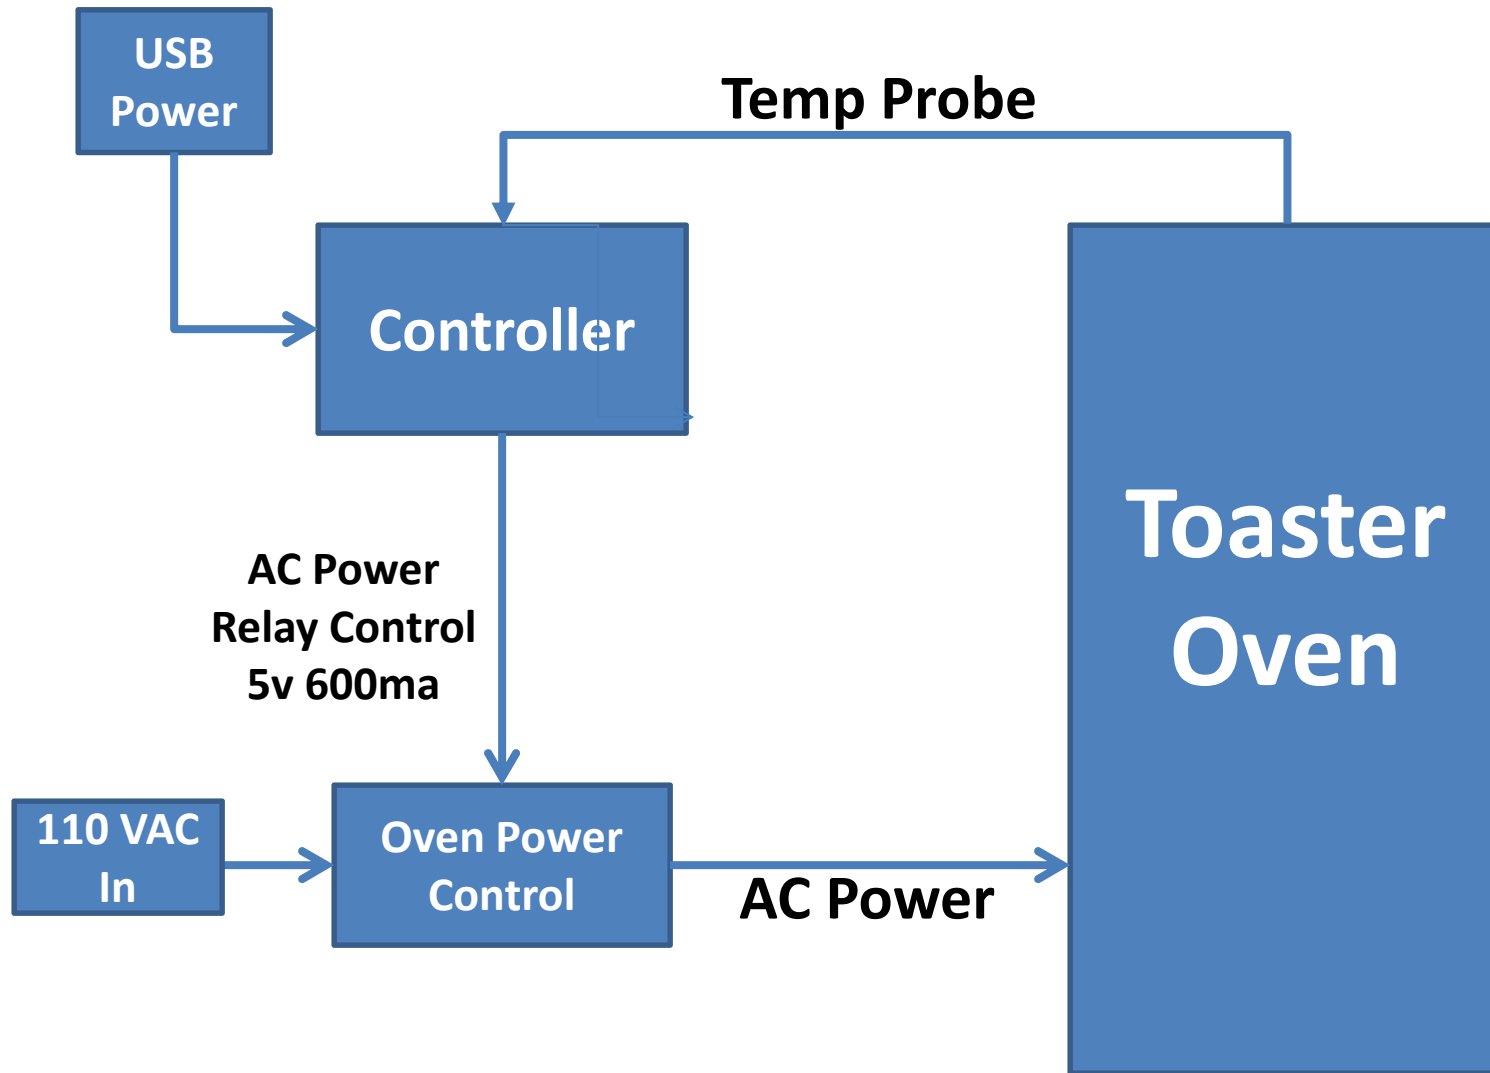 USB
Power
Temp Probe
Controller
AC Power
Relay Control
5v 600ma
Toaster
Oven
110 VAC
In
Oven Power
Control
AC Power